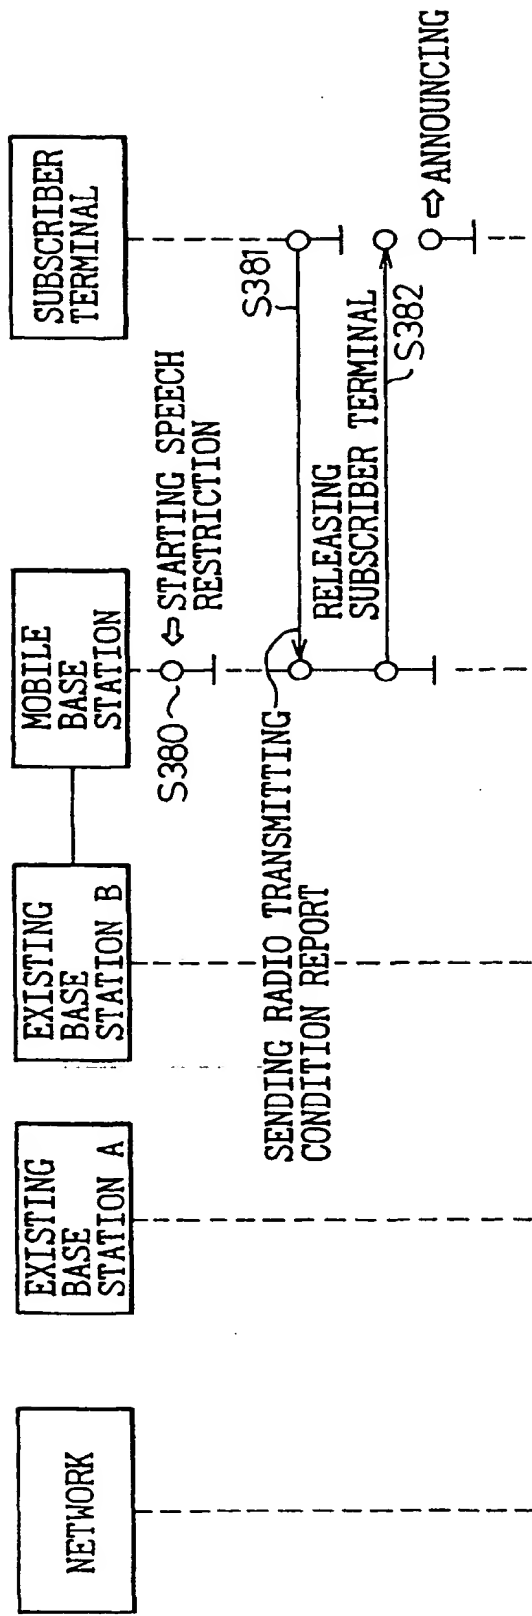 NETWORK
EXISTING
BASE
STATION A
EXISTING
BASE
STATION B
MOBILE
BASE
STATION
SUBSCRIBER
TERMINAL
S380
STARTING SPEECH
RESTRICTION
SENDING RADIO TRANSMITTING
CONDITION REPORT
S381
RELEASING
SUBSCRIBER TERMINAL
S382
ANNOUNCING